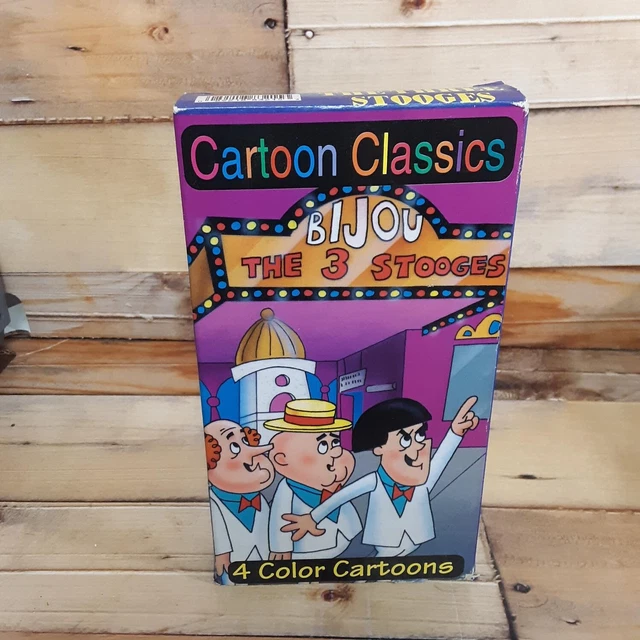 STOOGES
Cartoon Classics
BIJOU
THE 3 STOOGES
4 Color Cartoons